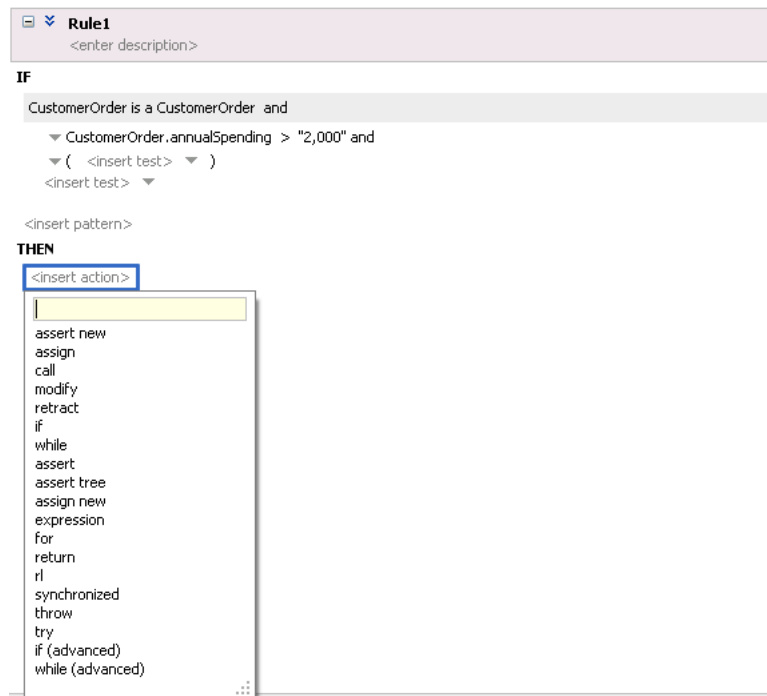 Rule1
<enter description>
IF
CustomerOrder is a CustomerOrder and
CustomerOrder.annualSpending > "2,000" and
( <insert test> )
<insert test>
<insert pattern>
THEN
<insert action>
assert new
assign
call
modify
retract
if
while
assert
assert tree
assign new
expression
for
return
rl
synchronized
throw
try
if (advanced)
while (advanced)